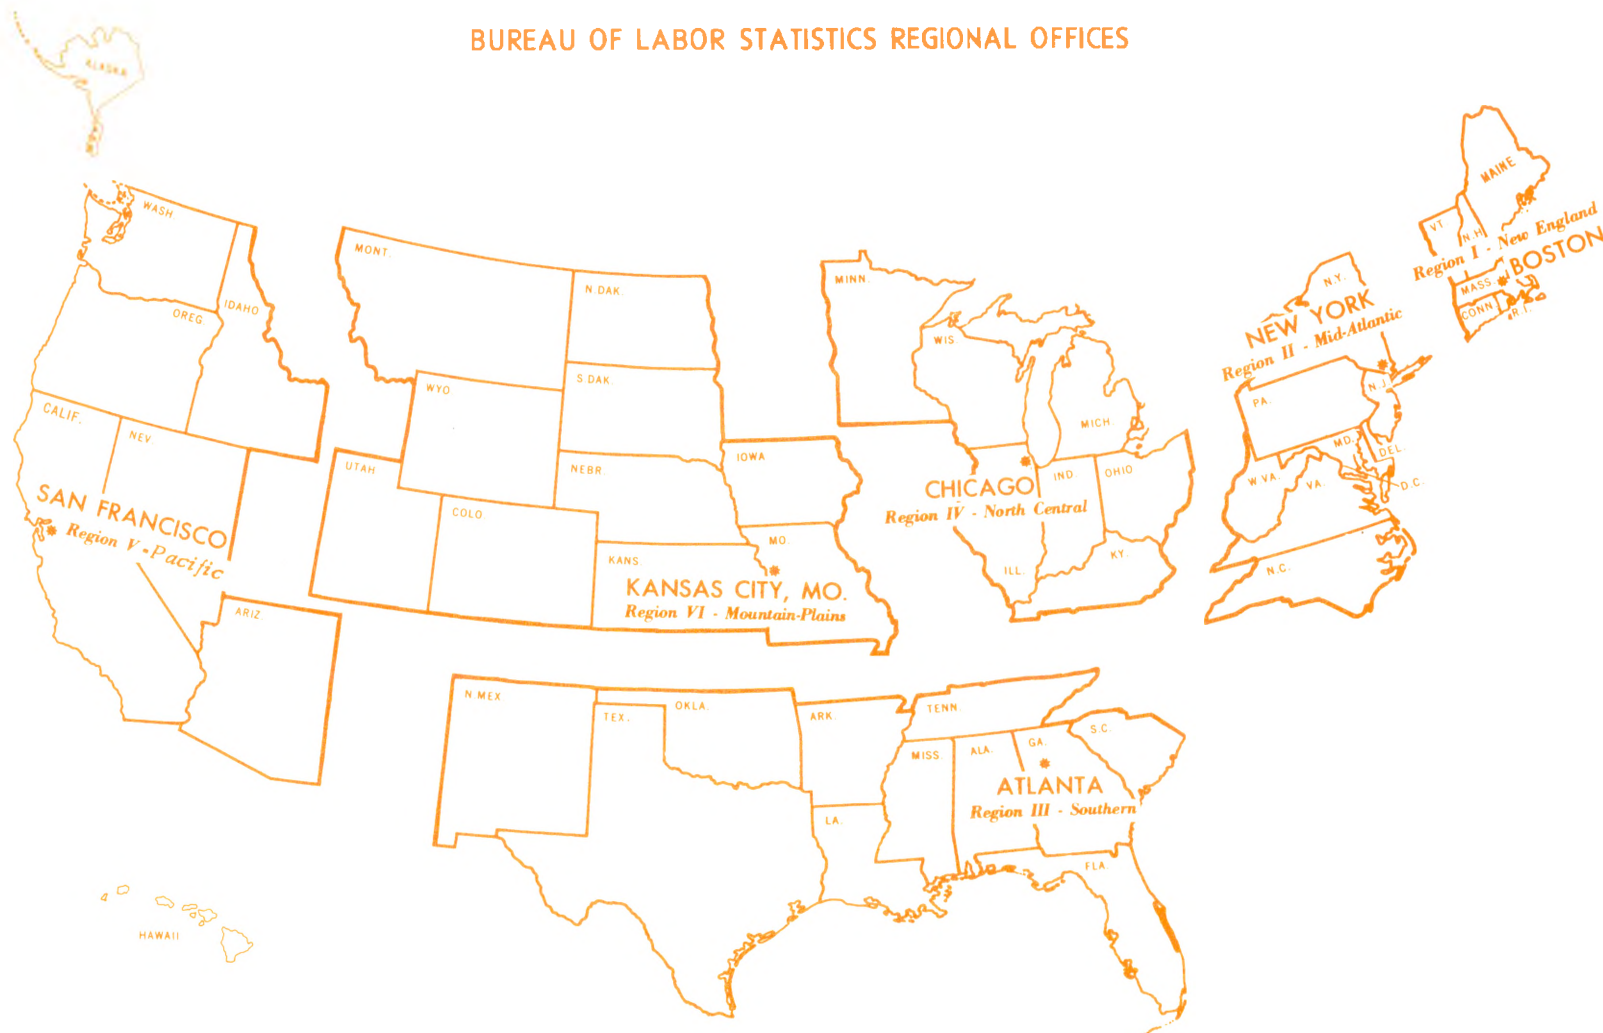 BUREAU OF LABOR STATISTICS REGIONAL OFFICES
ALASKA
WASH
OREG.
IDAHO
CALIF.
NEV.
SAN FRANCISCO
Region V - Pacific
ARIZ
HAWAII
MONT.
N.DAK.
S.DAK.
WYO.
NEBR
UTAH
COLO.
KANS.
IOWA
MO.
KANSAS CITY, MO.
Region VI - Mountain-Plains
MINN.
WIS.
MICH.
CHICAGO
Region IV - North Central
IND.
OHIO
ILL.
KY.
MAINE
VT.
N.H.
Region I - New England
BOSTON
MASS.
CONN.
R.I.
N.Y.
NEW YORK
Region II - Mid-Atlantic
N.J.
PA.
MD.
DEL.
D.C.
W.VA.
VA.
N.C.
N.MEX.
TEX.
OKLA.
ARK.
LA.
TENN.
MISS.
ALA.
GA.
S.C.
ATLANTA
Region III - Southern
FLA.